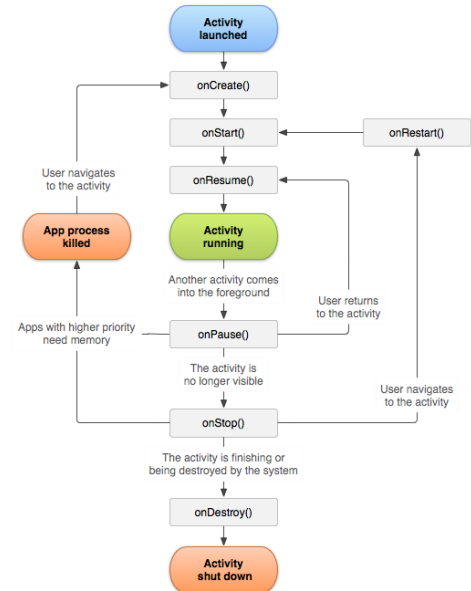 Activity
launched
onCreate()
onStart()
onRestart()
User navigates
to the activity
onResume()
App process
killed
Activity
running
Another activity comes
into the foreground
User returns
to the activity
Apps with higher priority
need memory
onPause()
The activity is
no longer visible
User navigates
to the activity
onStop()
The activity is finishing or
being destroyed by the system
onDestroy()
Activity
shut down